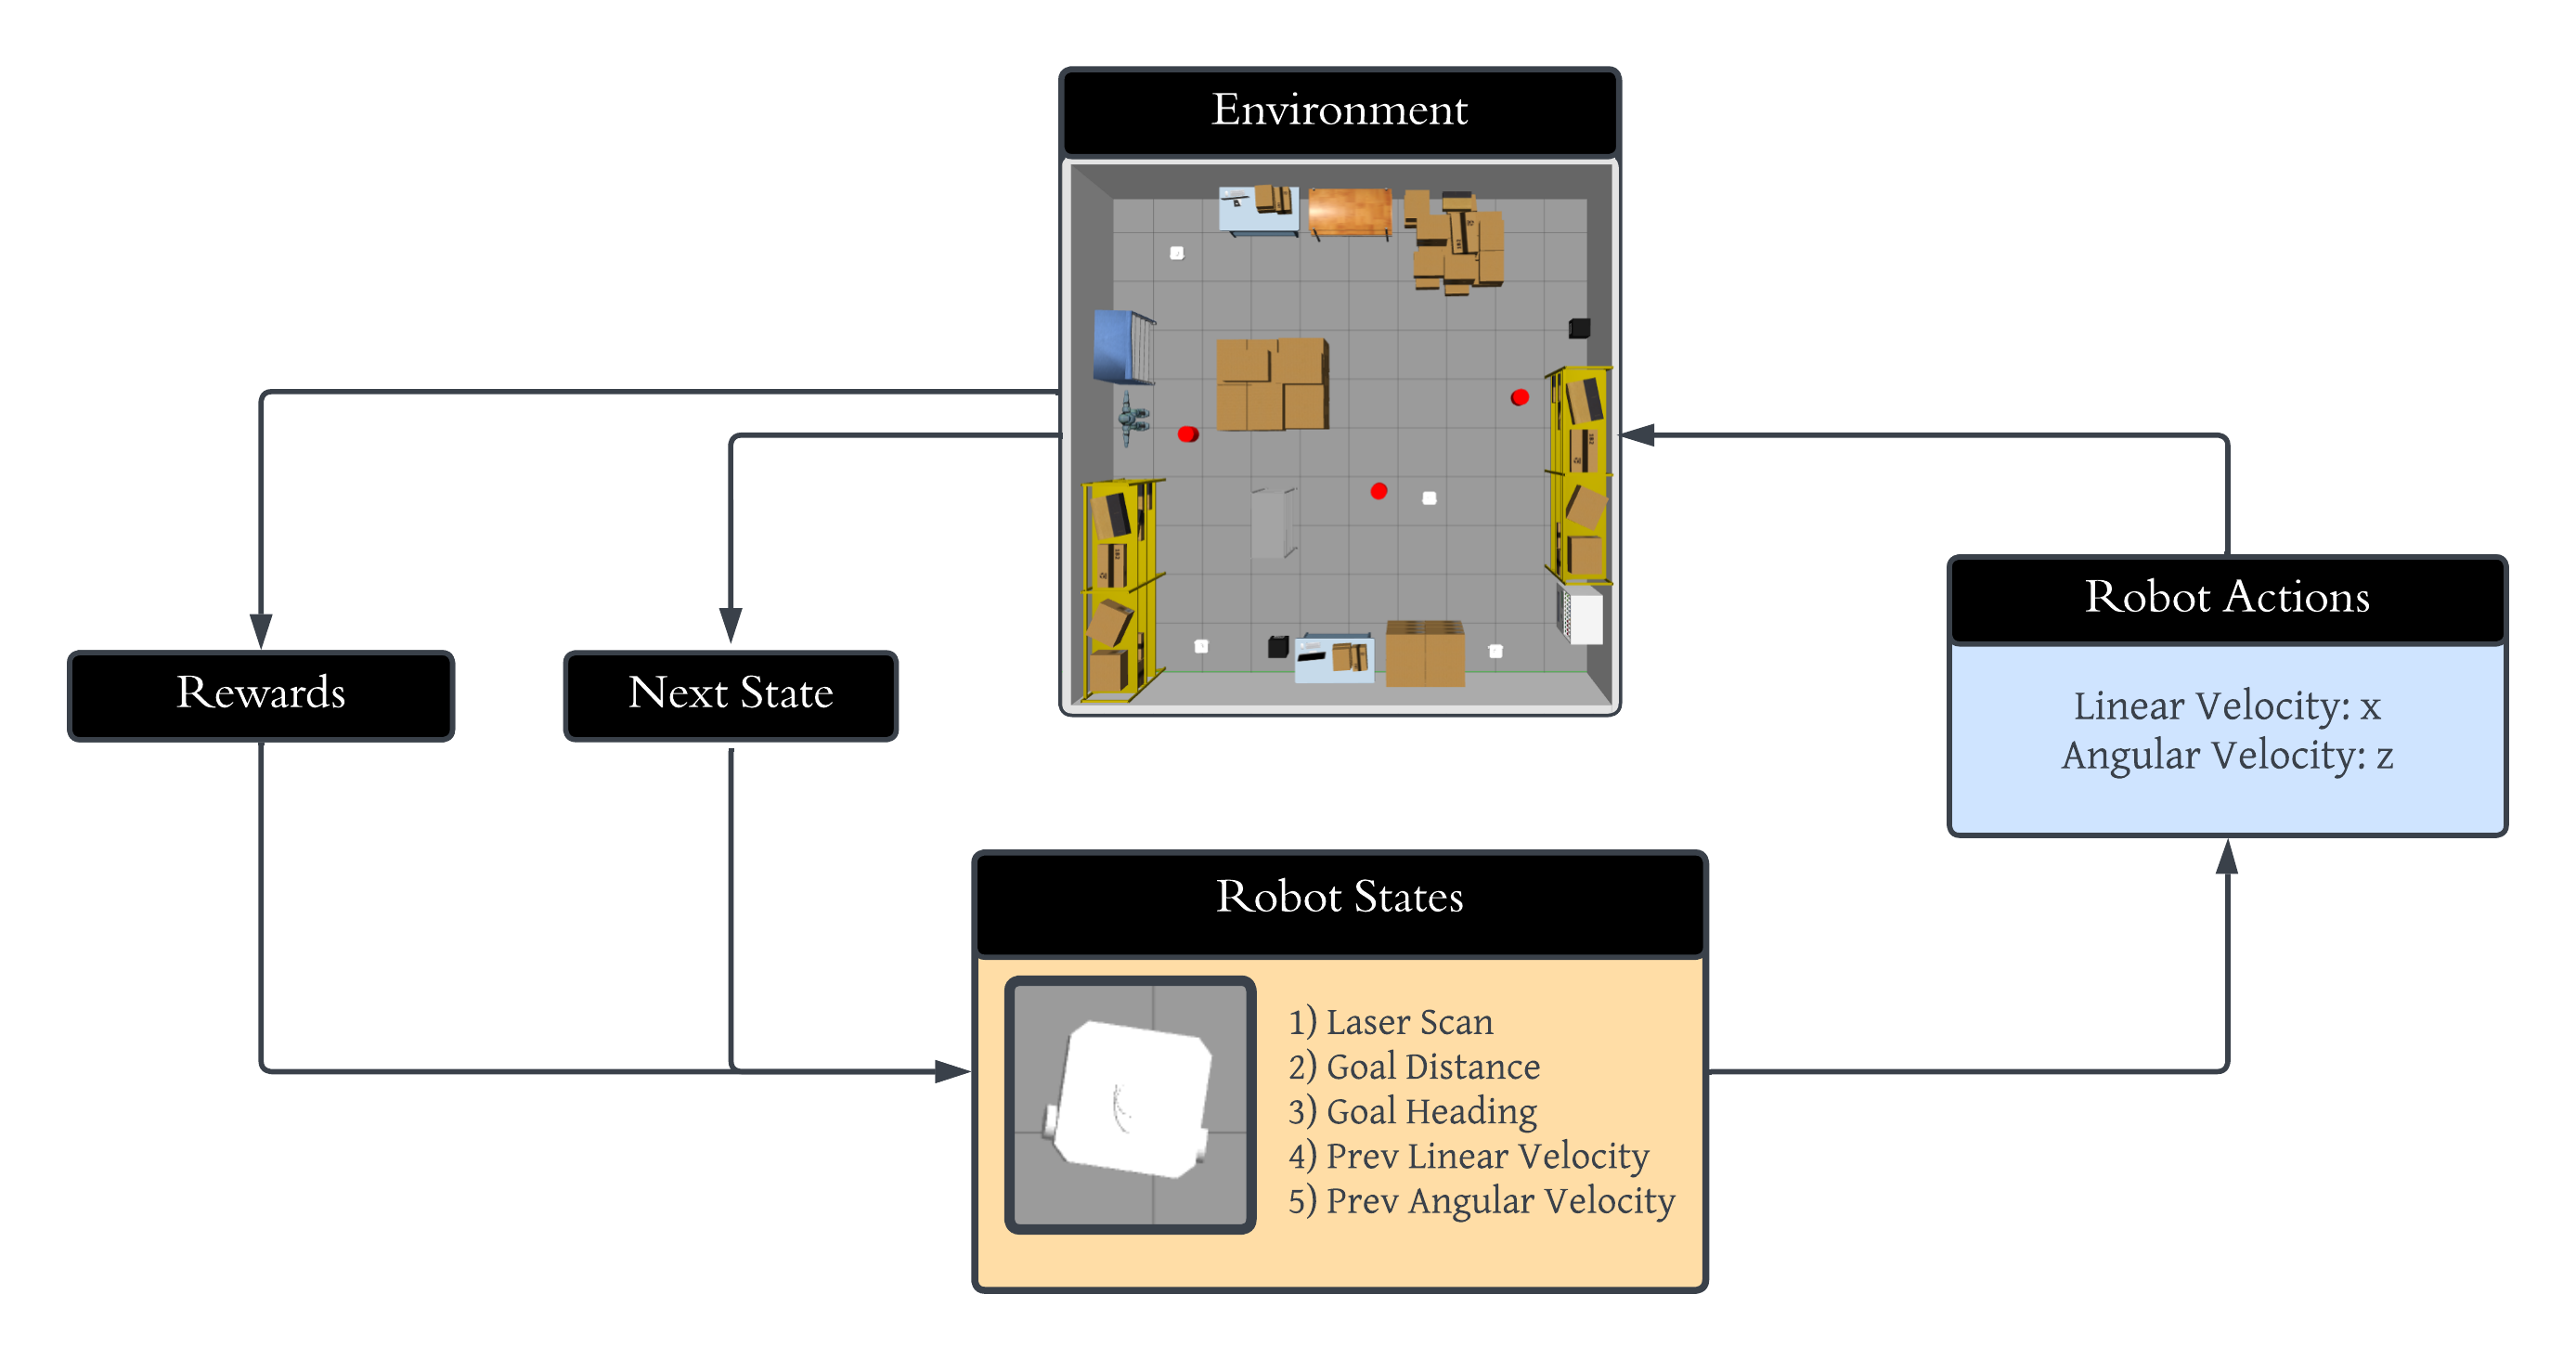 Environment
Rewards
Next State
Robot Actions
Linear Velocity: x
Angular Velocity: z
Robot States
1) Laser Scan
2) Goal Distance
3) Goal Heading
4) Prev Linear Velocity
5) Prev Angular Velocity